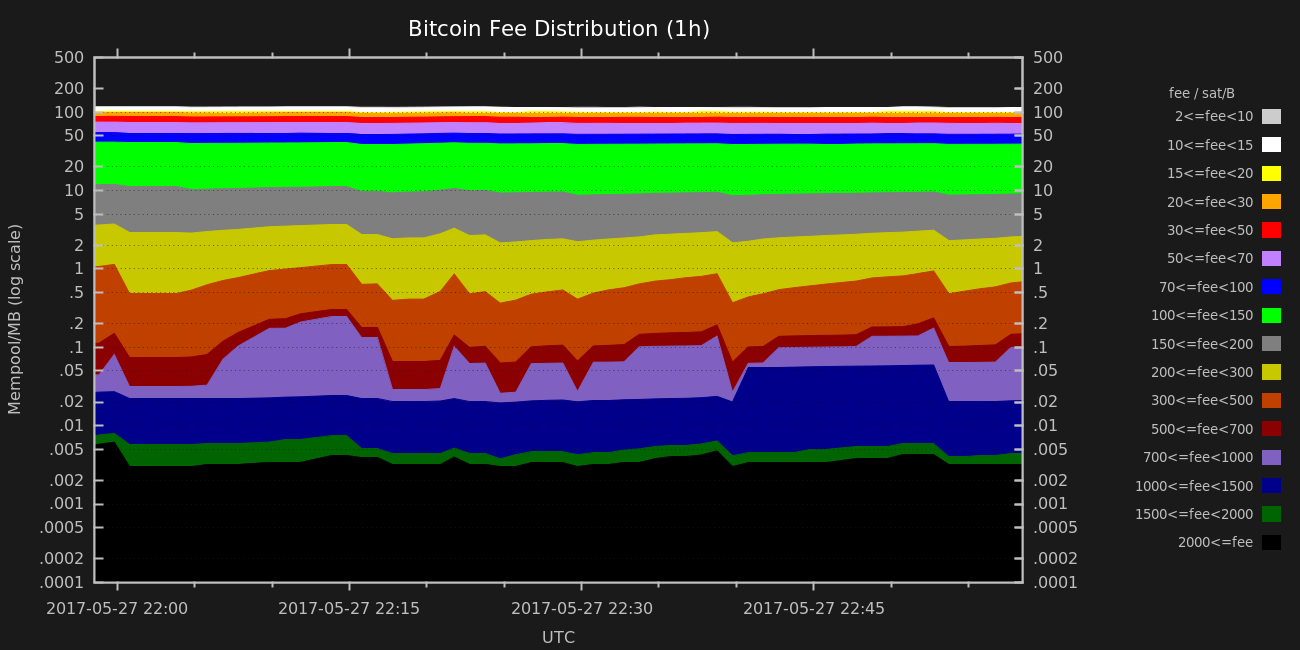 Bitcoin Fee Distribution (1h)
500
200
100
50
20
10
5
2
1
.5
.2
.1
.05
.02
.01
.005
.002
.001
.0005
.0002
.0001
Mempool/MB (log scale)
500
200
100
50
20
10
5
2
1
.5
.2
.1
.05
.02
.01
.005
.002
.001
.0005
.0002
.0001
2017-05-27 22:00
2017-05-27 22:15
2017-05-27 22:30
2017-05-27 22:45
UTC
fee / sat/B
2<=fee<10
10<=fee<15
15<=fee<20
20<=fee<30
30<=fee<50
50<=fee<70
70<=fee<100
100<=fee<150
150<=fee<200
200<=fee<300
300<=fee<500
500<=fee<700
700<=fee<1000
1000<=fee<1500
1500<=fee<2000
2000<=fee